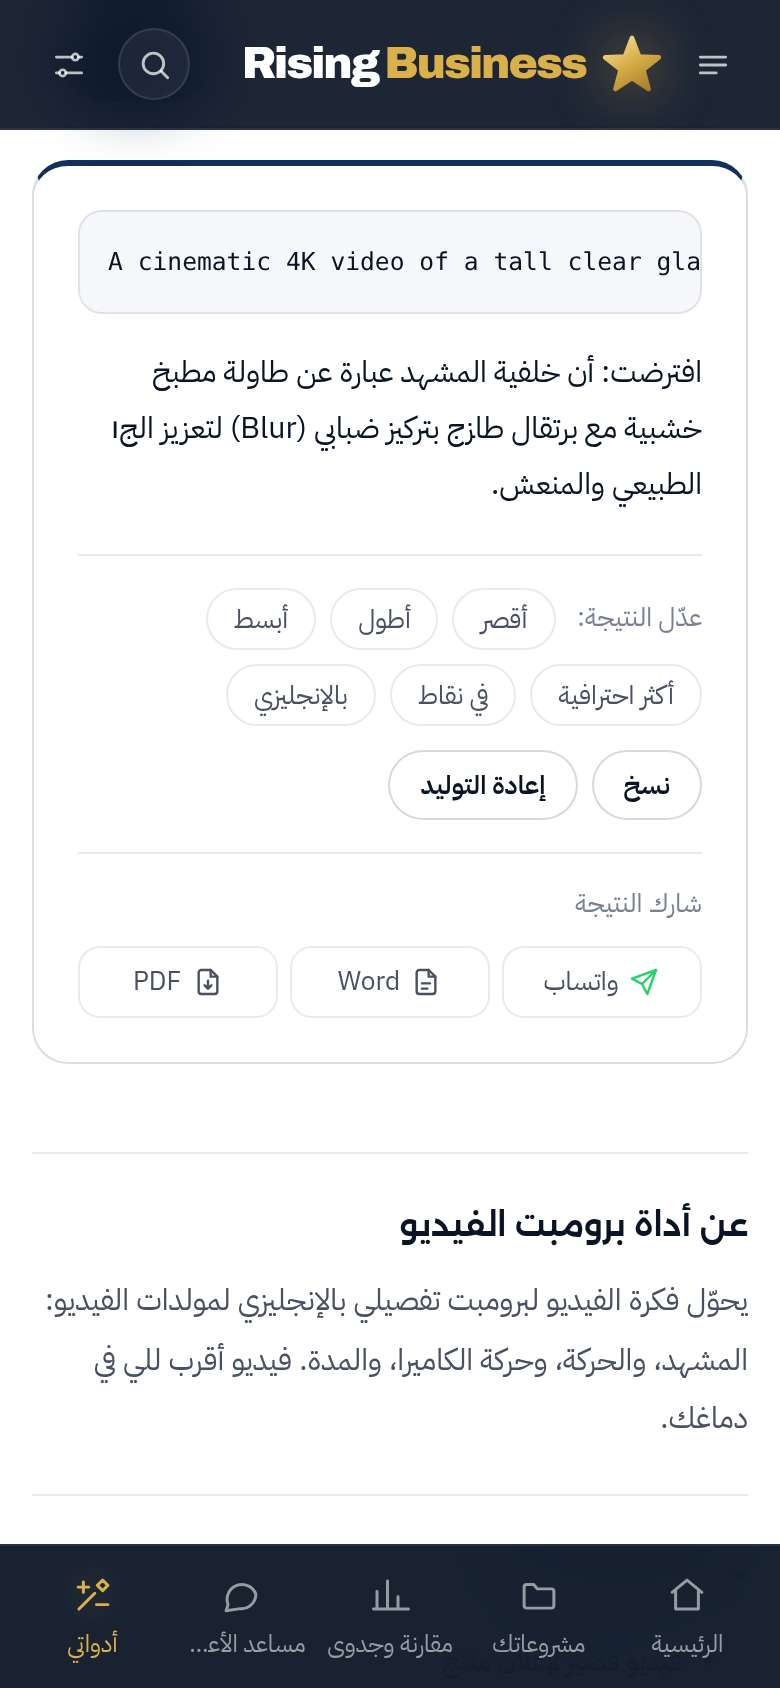 Rising Business
A cinematic 4K video of a tall clear gla
افترضت: أن خلفية المشهد عبارة عن طاولة مطبخ
خشبية مع برتقال طازج بتركيز ضبابي (Blur) لتعزيز
الطبيعي والمنعش.
عدّل النتيجة: أقصر أطول أبسط
أكثر احترافية في نقاط بالإنجليزي
نسخ إعادة التوليد
شارك النتيجة
واتساب Word PDF
عن أداة برومبت الفيديو
يحوّل فكرة الفيديو لبرومبت تفصيلي بالإنجليزي لمولدات الفيديو:
المشهد، والحركة، وحركة الكاميرا، والمدة. فيديو أقرب للي في
دماغك.
الرئيسية مشروعاتك مقارنة وجدوى مساعد الأع... أدواتي